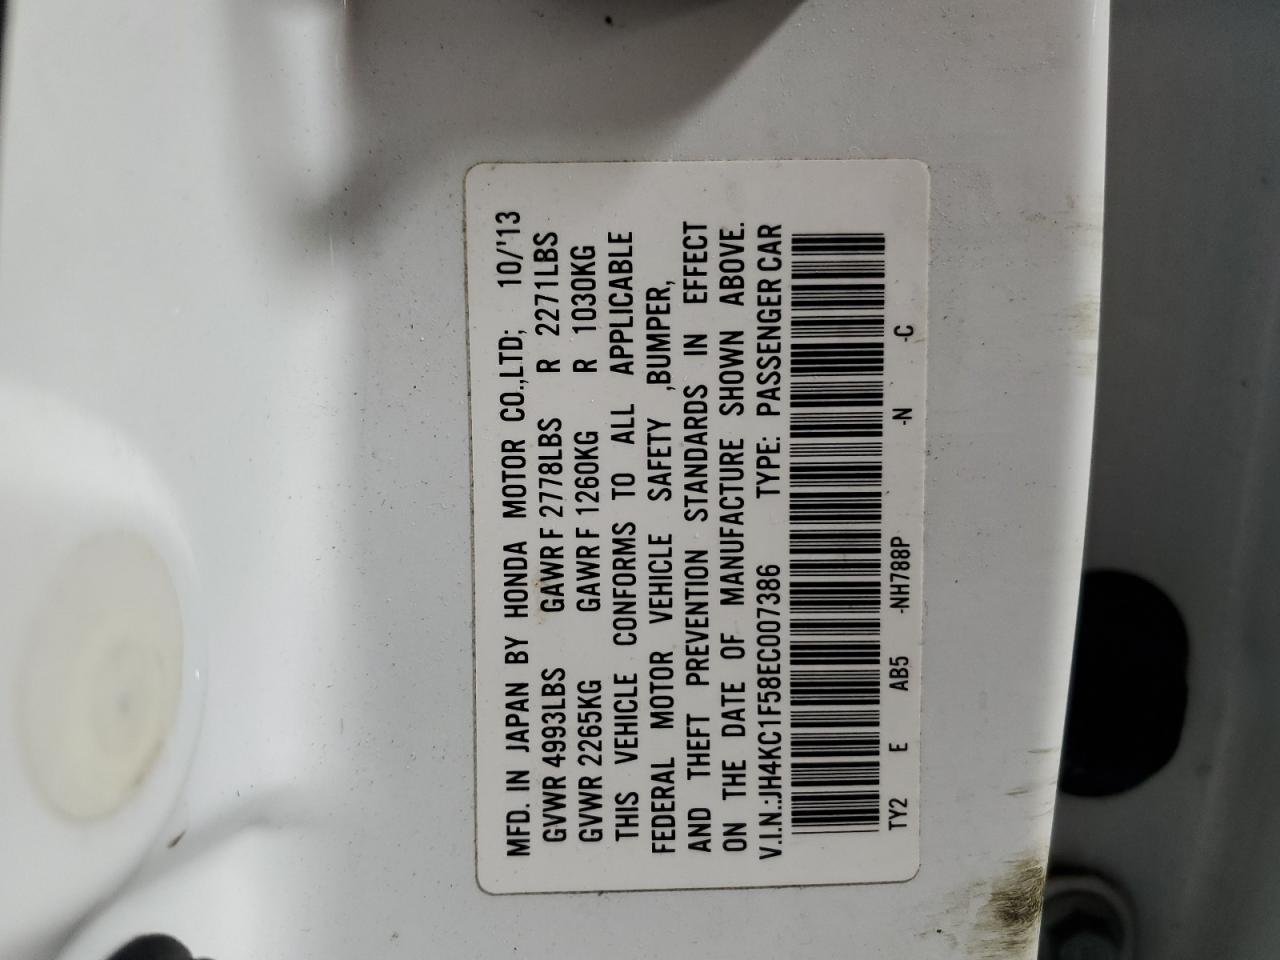 MFD. IN JAPAN BY HONDA MOTOR CO.,LTD; 10/'13
GVWR 4993LBS GAWR F 2778LBS R 2271LBS
GVWR 2265KG GAWR F 1260KG R 1030KG
THIS VEHICLE CONFORMS TO ALL APPLICABLE
FEDERAL MOTOR VEHICLE SAFETY ,BUMPER,
AND THEFT PREVENTION STANDARDS IN EFFECT
ON THE DATE OF MANUFACTURE SHOWN ABOVE.
V.I.N.:JH4KC1F58EC007386 TYPE: PASSENGER CAR
TY2 E AB5 -NH788P -N -C